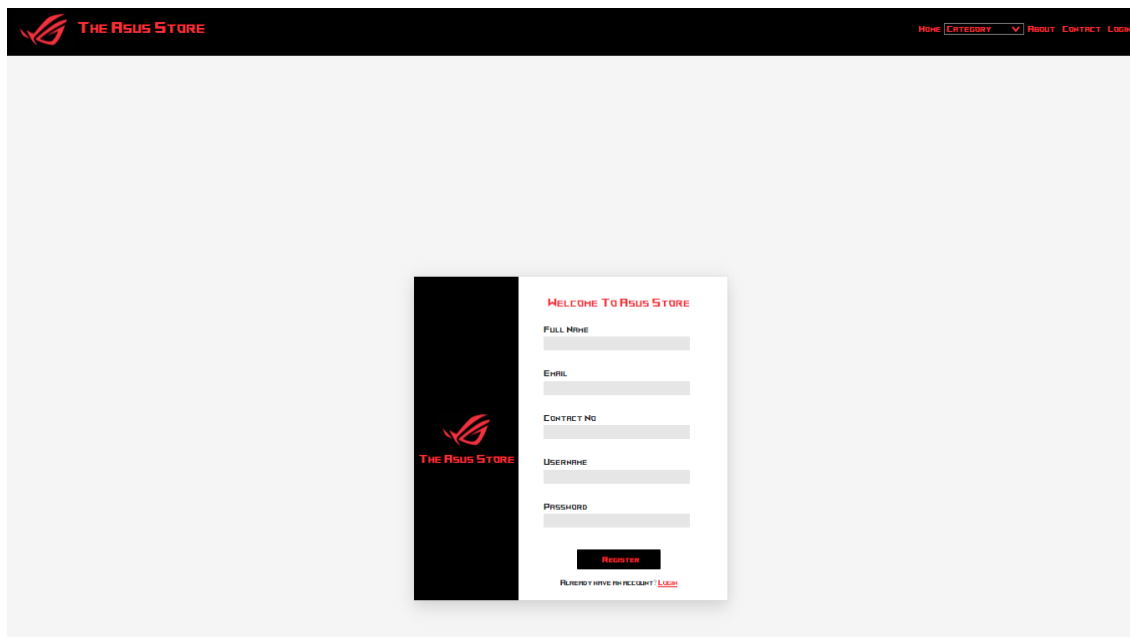 The Asus Store
Home Category About Contact Login
Welcome To Asus Store
Full Name
Email
Contact No
The Asus Store
Username
Password
Register
Already have an account? Login